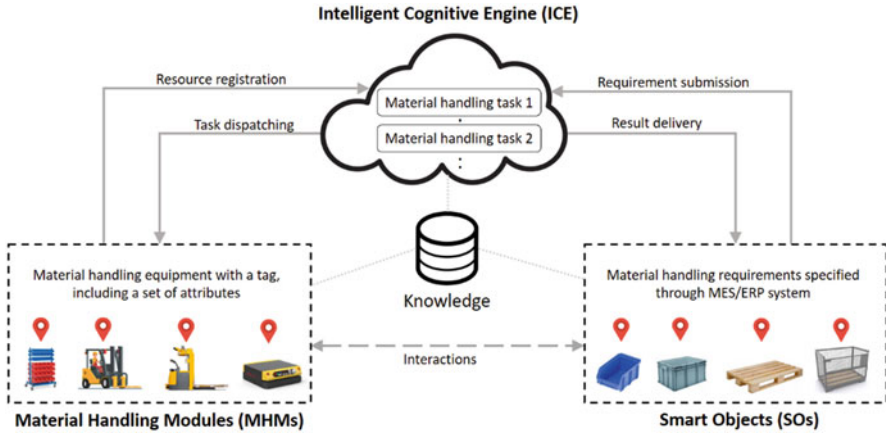 Intelligent Cognitive Engine (ICE)
Resource registration
Requirement submission
Material handling task 1
Task dispatching
Material handling task 2
Result delivery
Material handling equipment with a tag,
including a set of attributes
Knowledge
Material handling requirements specified
through MES/ERP system
Interactions
Material Handling Modules (MHMs)
Smart Objects (SOs)